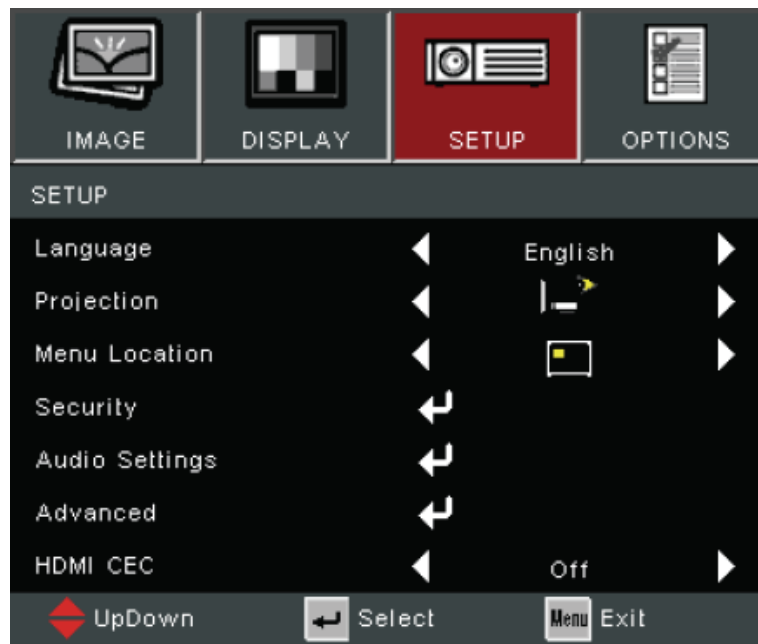 IMAGE DISPLAY SETUP OPTIONS
SETUP
Language English
Projection
Menu Location
Security
Audio Settings
Advanced
HDMI CEC Off
UpDown Select Menu Exit